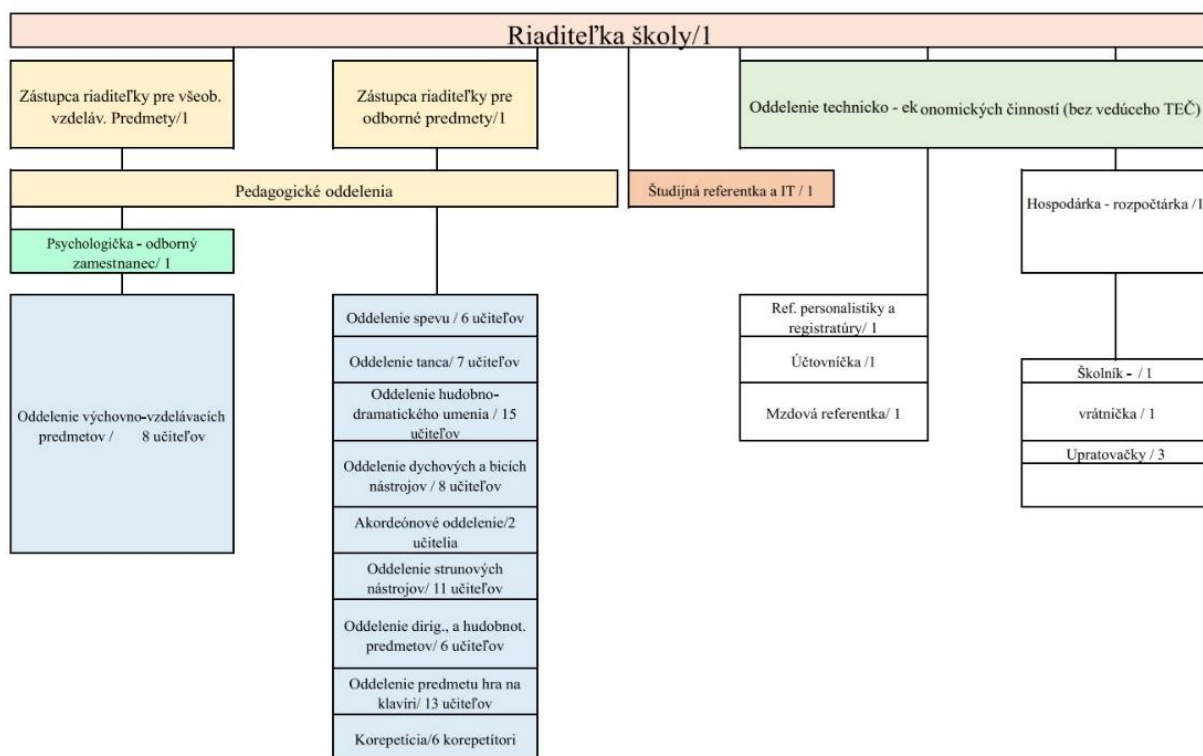 Riaditeľka školy/1
Zástupca riaditeľky pre všeob.
vzdeláv. Predmety/1
Zástupca riaditeľky pre
odborné predmety/1
Oddelenie technicko - ek onomických činností (bez vedúceho TEČ)
Pedagogické oddelenia
Študijná referentka a IT / 1
Hospodárka - rozpočtárka /1
Psychologička - odborný
zamestnanec/ 1
Oddelenie výchovno-vzdelávacích
predmetov / 8 učiteľov
Oddelenie spevu / 6 učiteľov
Oddelenie tanca/ 7 učiteľov
Oddelenie hudobno-
dramatického umenia / 15
učiteľov
Oddelenie dychových a bicích
nástrojov / 8 učiteľov
Akordeónové oddelenie/2
učitelia
Oddelenie strunových
nástrojov/ 11 učiteľov
Oddelenie dirig., a hudobnot.
predmetov/ 6 učiteľov
Oddelenie predmetu hra na
klavíri/ 13 učiteľov
Korepetícia/6 korepetítori
Ref. personalistiky a
registratúry/ 1
Účtovníčka /1
Mzdová referentka/ 1
Školník - / 1
vrátnička / 1
Upratovačky / 3